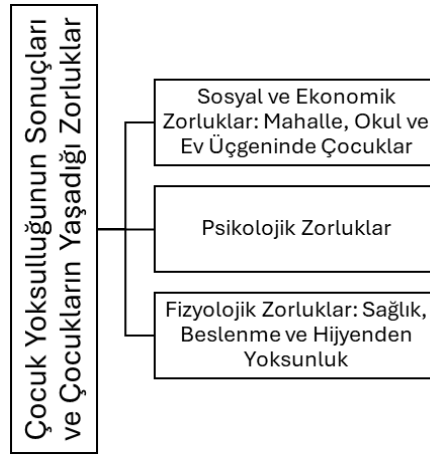 Çocuk Yoksulluğunun Sonuçları
ve Çocukların Yaşadığı Zorluklar
Sosyal ve Ekonomik
Zorluklar: Mahalle, Okul ve
Ev Üçgeninde Çocuklar
Psikolojik Zorluklar
Fizyolojik Zorluklar: Sağlık,
Beslenme ve Hijyenden
Yoksunluk